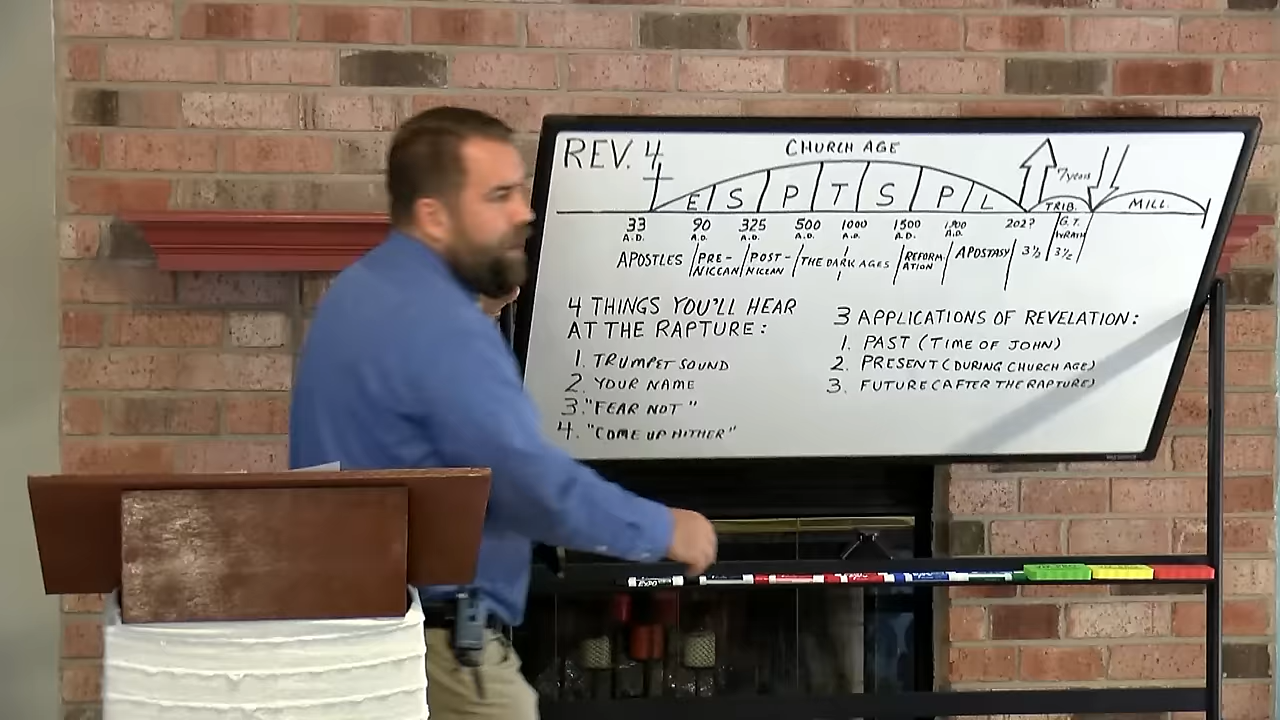 REV. 4
CHURCH AGE
7 years
E S P T S P L
TRIB. MILL.
33 A.D. 90 A.D. 325 A.D. 500 A.D. 1000 A.D. 1500 A.D. 1900 A.D. 202? G.T. WRATH
APOSTLES PRE-NICEAN POST-NICEAN THE DARK AGES REFORMATION APOSTASY 3½ 3½
4 THINGS YOU'LL HEAR
AT THE RAPTURE:
1. TRUMPET SOUND
2. YOUR NAME
3. "FEAR NOT"
4. "COME UP HITHER"
3 APPLICATIONS OF REVELATION:
1. PAST (TIME OF JOHN)
2. PRESENT (DURING CHURCH AGE)
3. FUTURE (AFTER THE RAPTURE)
EXPO